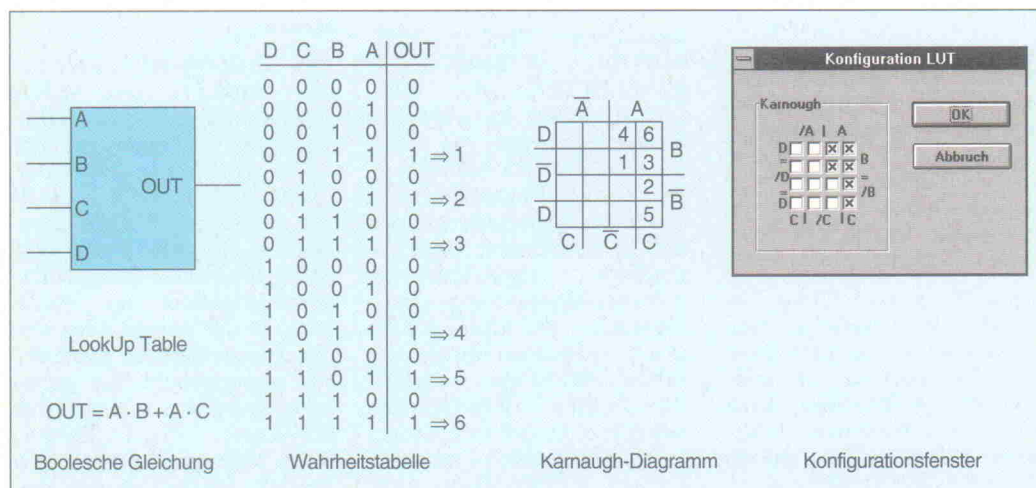 A
B
OUT
C
D
LookUp Table
OUT = A · B + A · C
Boolesche Gleichung
D C B A OUT
0 0 0 0 0
0 0 0 1 0
0 0 1 0 0
0 0 1 1 1 ⇒ 1
0 1 0 0 0
0 1 0 1 1 ⇒ 2
0 1 1 0 0
0 1 1 1 1 ⇒ 3
1 0 0 0 0
1 0 0 1 0
1 0 1 0 0
1 0 1 1 1 ⇒ 4
1 1 0 0 0
1 1 0 1 1 ⇒ 5
1 1 1 0 0
1 1 1 1 1 ⇒ 6
Wahrheitstabelle
A̅ A
D 4 6
B
D̅ 1 3
2
B̅
D 5
C C̅ C
Karnaugh-Diagramm
Konfiguration LUT
Karnough
/A | A
D
= B
/D =
= /B
D
C | /C | C
OK
Abbruch
Konfigurationsfenster